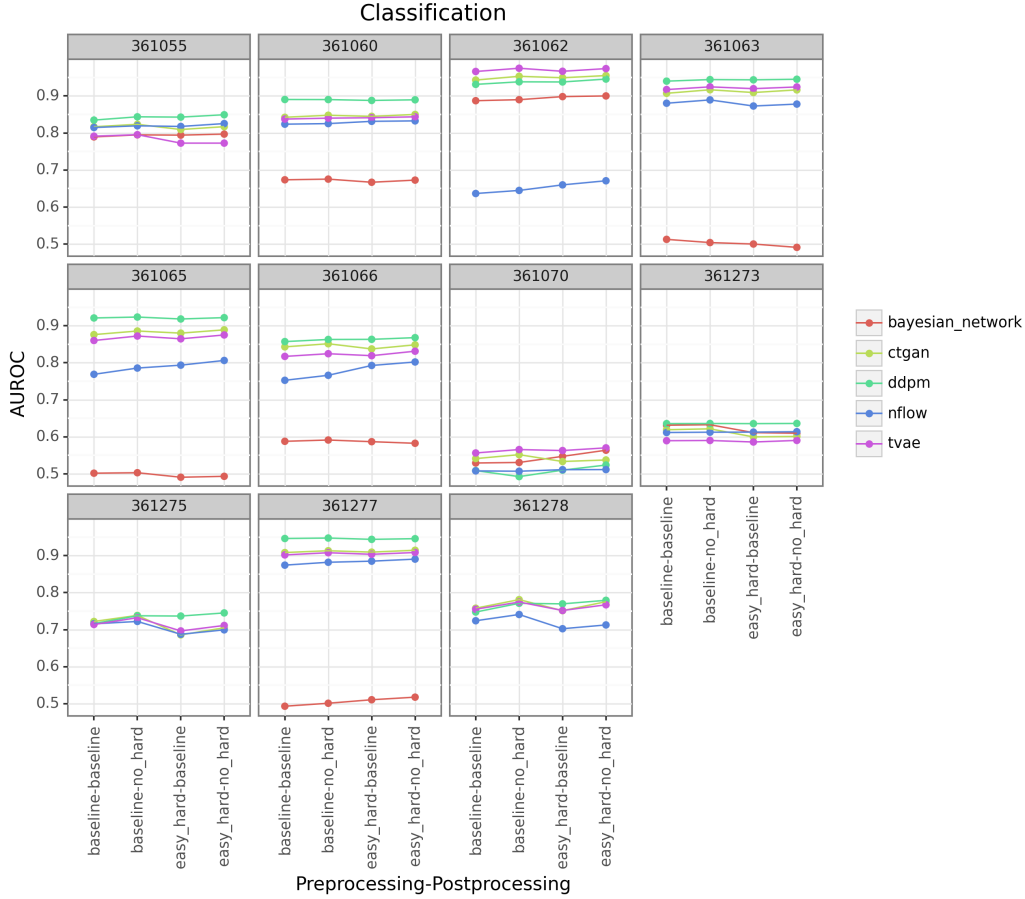 Classification
361055
361060
361062
361063
0.9
0.8
0.7
0.6
0.5
361065
361066
361070
361273
0.9
0.8
0.7
0.6
0.5
361275
361277
361278
0.9
0.8
0.7
0.6
0.5
AUROC
baseline-baseline
baseline-no_hard
easy_hard-baseline
easy_hard-no_hard
baseline-baseline
baseline-no_hard
easy_hard-baseline
easy_hard-no_hard
baseline-baseline
baseline-no_hard
easy_hard-baseline
easy_hard-no_hard
baseline-baseline
baseline-no_hard
easy_hard-baseline
easy_hard-no_hard
Preprocessing-Postprocessing
bayesian_network
ctgan
ddpm
nflow
tvae